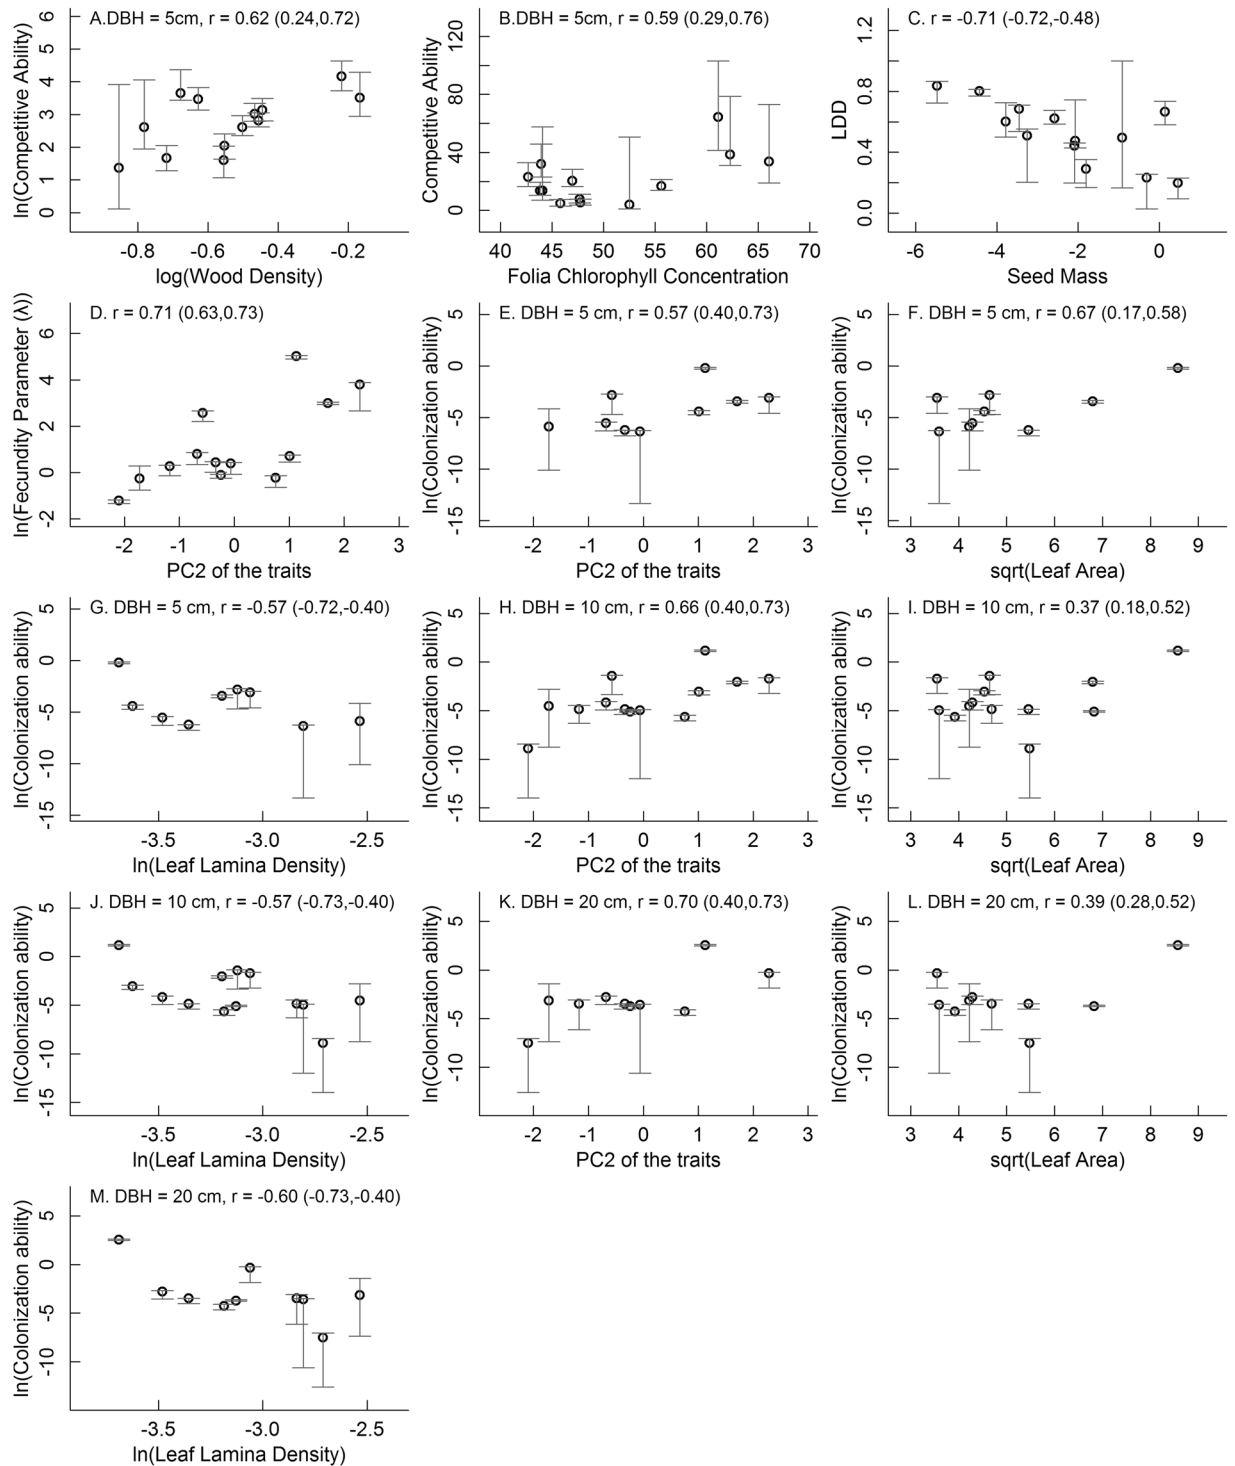 A.DBH = 5cm, r = 0.62 (0.24,0.72)
ln(Competitive Ability)
6
5
4
3
2
1
0
-0.8 -0.6 -0.4 -0.2
log(Wood Density)
B.DBH = 5cm, r = 0.59 (0.29,0.76)
Competitive Ability
120
80
40
0
40 45 50 55 60 65 70
Folia Chlorophyll Concentration
C. r = -0.71 (-0.72,-0.48)
LDD
1.2
0.8
0.4
0.0
-6 -4 -2 0
Seed Mass
D. r = 0.71 (0.63,0.73)
ln(Fecundity Parameter (λ))
6
4
2
0
-2
-2 -1 0 1 2 3
PC2 of the traits
E. DBH = 5 cm, r = 0.57 (0.40,0.73)
ln(Colonization ability)
5
0
-5
-10
-15
-2 -1 0 1 2 3
PC2 of the traits
F. DBH = 5 cm, r = 0.67 (0.17,0.58)
ln(Colonization ability)
5
0
-5
-10
-15
3 4 5 6 7 8 9
sqrt(Leaf Area)
G. DBH = 5 cm, r = -0.57 (-0.72,-0.40)
ln(Colonization ability)
5
0
-5
-10
-15
-3.5 -3.0 -2.5
ln(Leaf Lamina Density)
H. DBH = 10 cm, r = 0.66 (0.40,0.73)
ln(Colonization ability)
5
0
-5
-10
-15
-2 -1 0 1 2 3
PC2 of the traits
I. DBH = 10 cm, r = 0.37 (0.18,0.52)
ln(Colonization ability)
5
0
-5
-10
-15
3 4 5 6 7 8 9
sqrt(Leaf Area)
J. DBH = 10 cm, r = -0.57 (-0.73,-0.40)
ln(Colonization ability)
5
0
-5
-10
-15
-3.5 -3.0 -2.5
ln(Leaf Lamina Density)
K. DBH = 20 cm, r = 0.70 (0.40,0.73)
ln(Colonization ability)
5
0
-5
-10
-2 -1 0 1 2 3
PC2 of the traits
L. DBH = 20 cm, r = 0.39 (0.28,0.52)
ln(Colonization ability)
5
0
-5
-10
3 4 5 6 7 8 9
sqrt(Leaf Area)
M. DBH = 20 cm, r = -0.60 (-0.73,-0.40)
ln(Colonization ability)
5
0
-5
-10
-3.5 -3.0 -2.5
ln(Leaf Lamina Density)